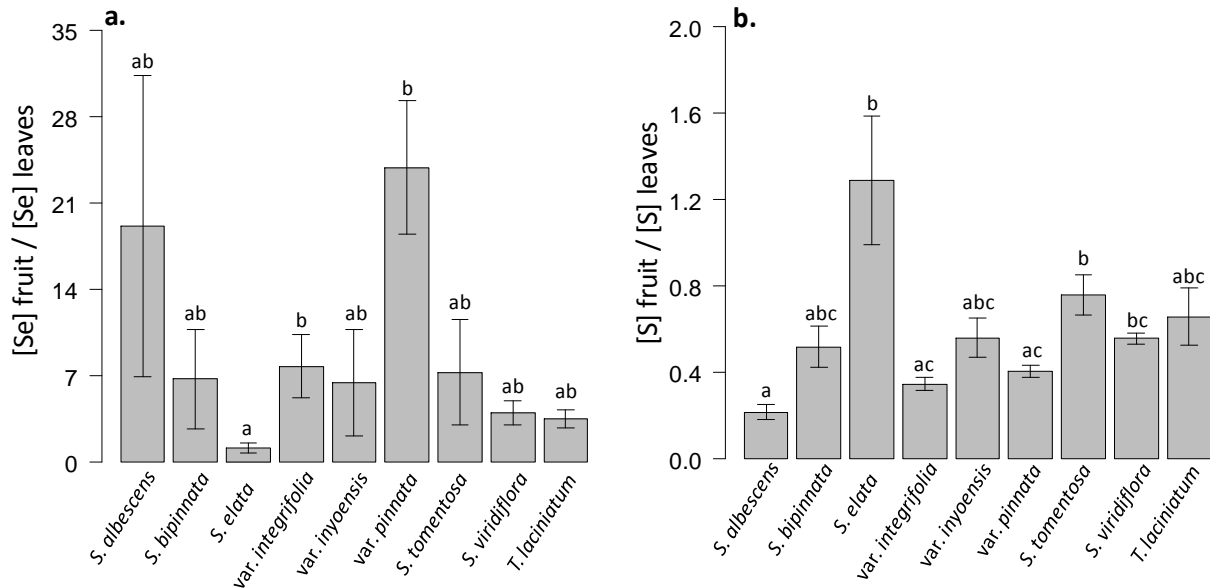 a.
[Se] fruit / [Se] leaves
35
28
21
14
7
0
ab
ab
a
b
ab
b
ab
ab
ab
S. albescens
S. bipinnata
S. elata
var. integrifolia
var. inyoensis
var. pinnata
S. tomentosa
S. viridiflora
T. laciniatum
b.
[S] fruit / [S] leaves
2.0
1.6
1.2
0.8
0.4
0.0
a
abc
b
ac
abc
ac
b
bc
abc
S. albescens
S. bipinnata
S. elata
var. integrifolia
var. inyoensis
var. pinnata
S. tomentosa
S. viridiflora
T. laciniatum